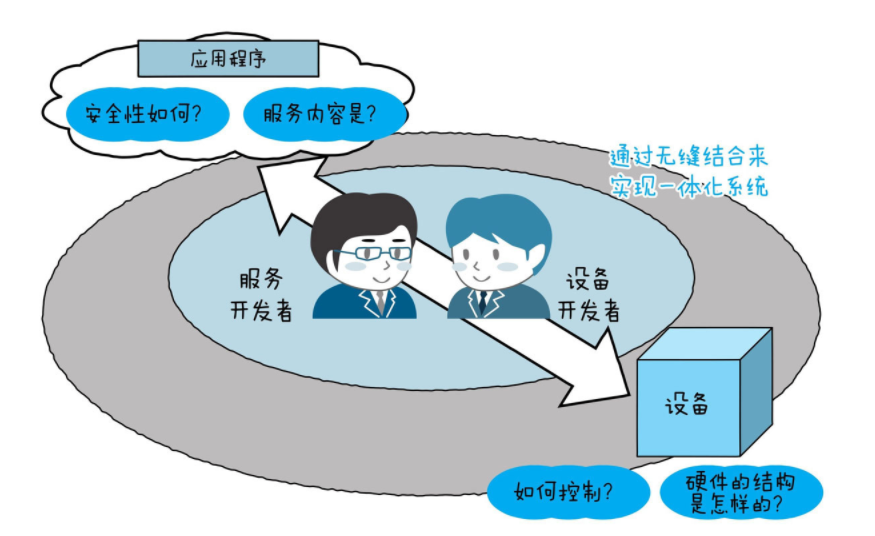 应用程序
安全性如何?
服务内容是?
通过无缝结合来
实现一体化系统
服务
开发者
设备
开发者
设备
如何控制?
硬件的结构
是怎样的?